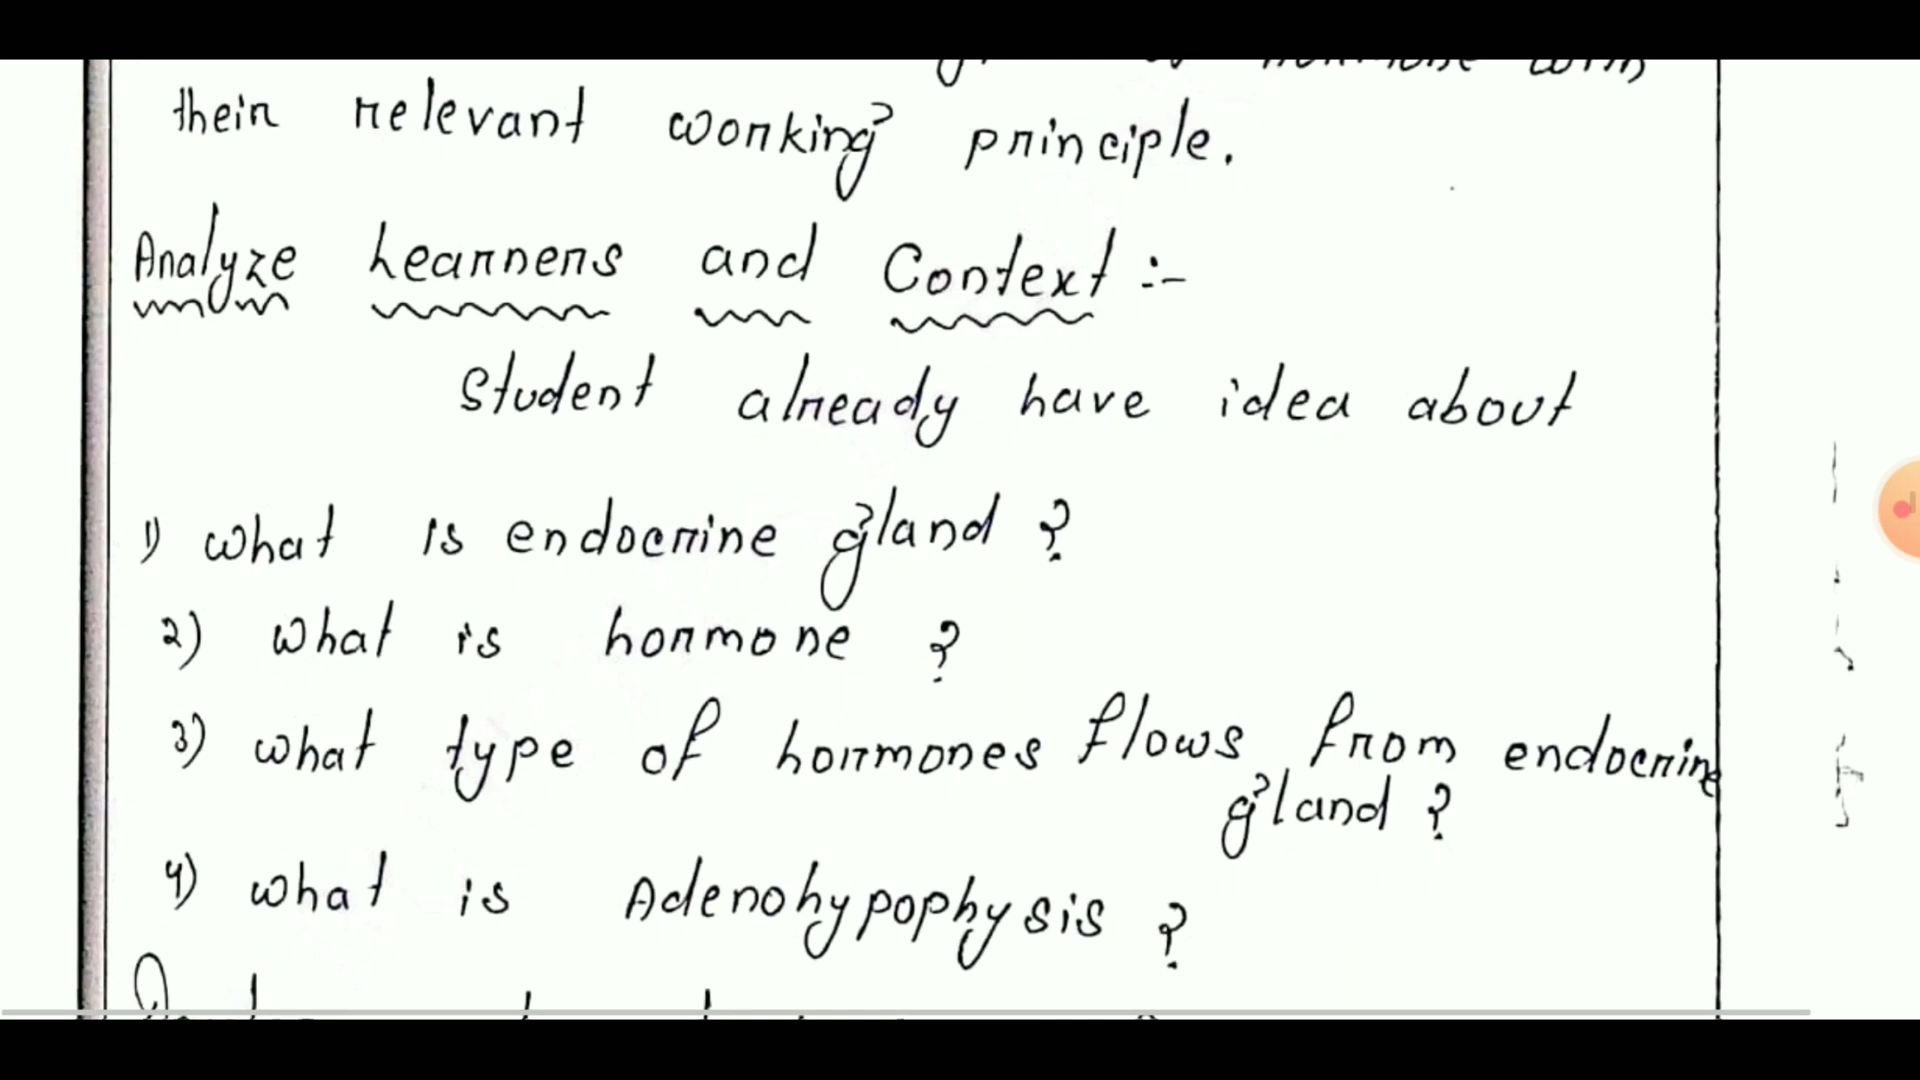 their relevant working principle.
Analyze Learners and Context :-
Student already have idea about
1) what is endocrine gland ?
2) what is hormone ?
3) what type of hormones flows from endocrine
gland ?
4) what is Adenohypophysis ?